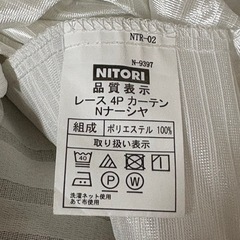 NTR-02
N-9397
NITORI
品質表示
レース 4P カーテン
Nナーシャ
組成 ポリエステル 100%
取り扱い表示
40
P W
洗濯ネット使用
あて布使用